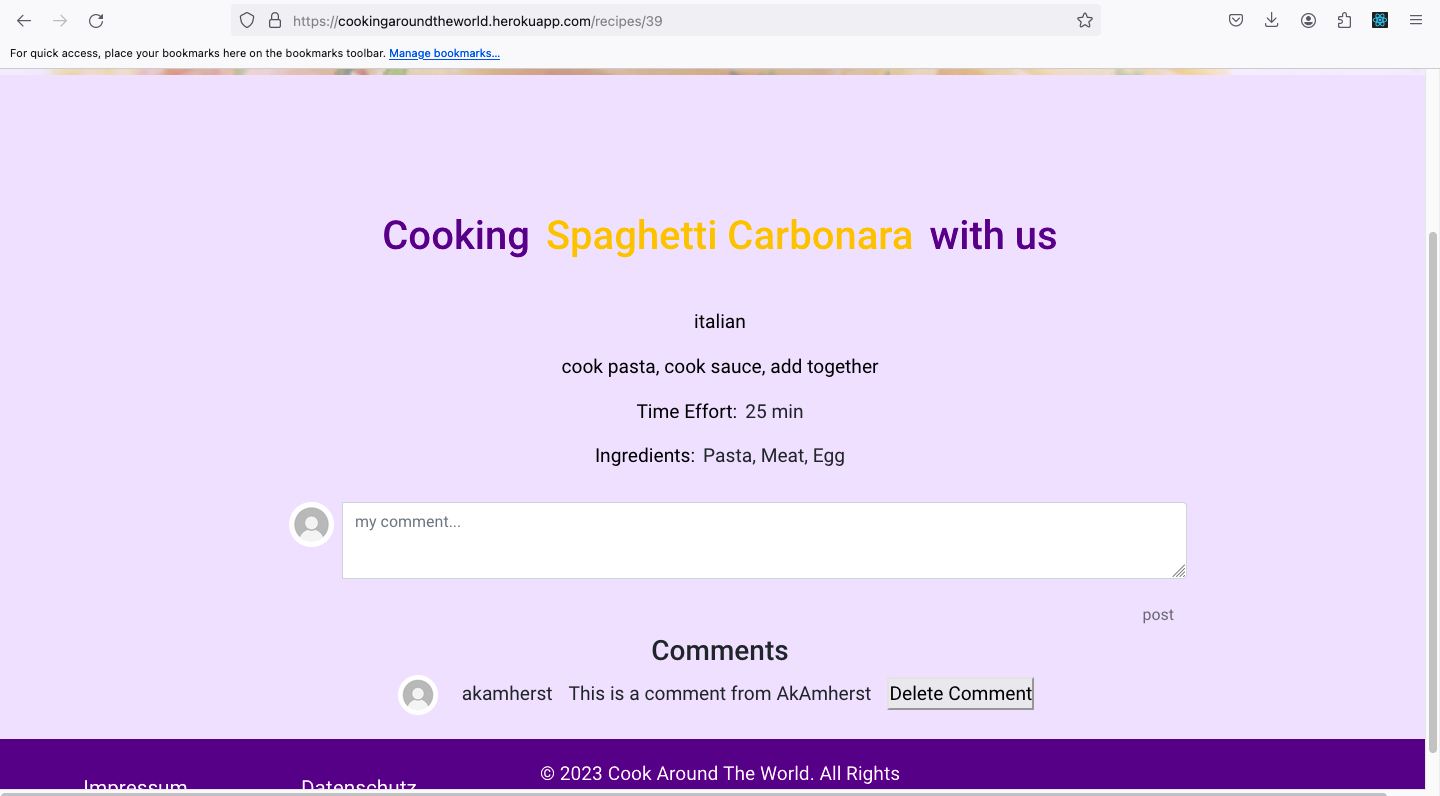 https://cookingaroundtheworld.herokuapp.com/recipes/39
For quick access, place your bookmarks here on the bookmarks toolbar. Manage bookmarks...
Cooking Spaghetti Carbonara with us
italian
cook pasta, cook sauce, add together
Time Effort: 25 min
Ingredients: Pasta, Meat, Egg
my comment...
post
Comments
akamherst This is a comment from AkAmherst Delete Comment
© 2023 Cook Around The World. All Rights
Impressum Datenschutz